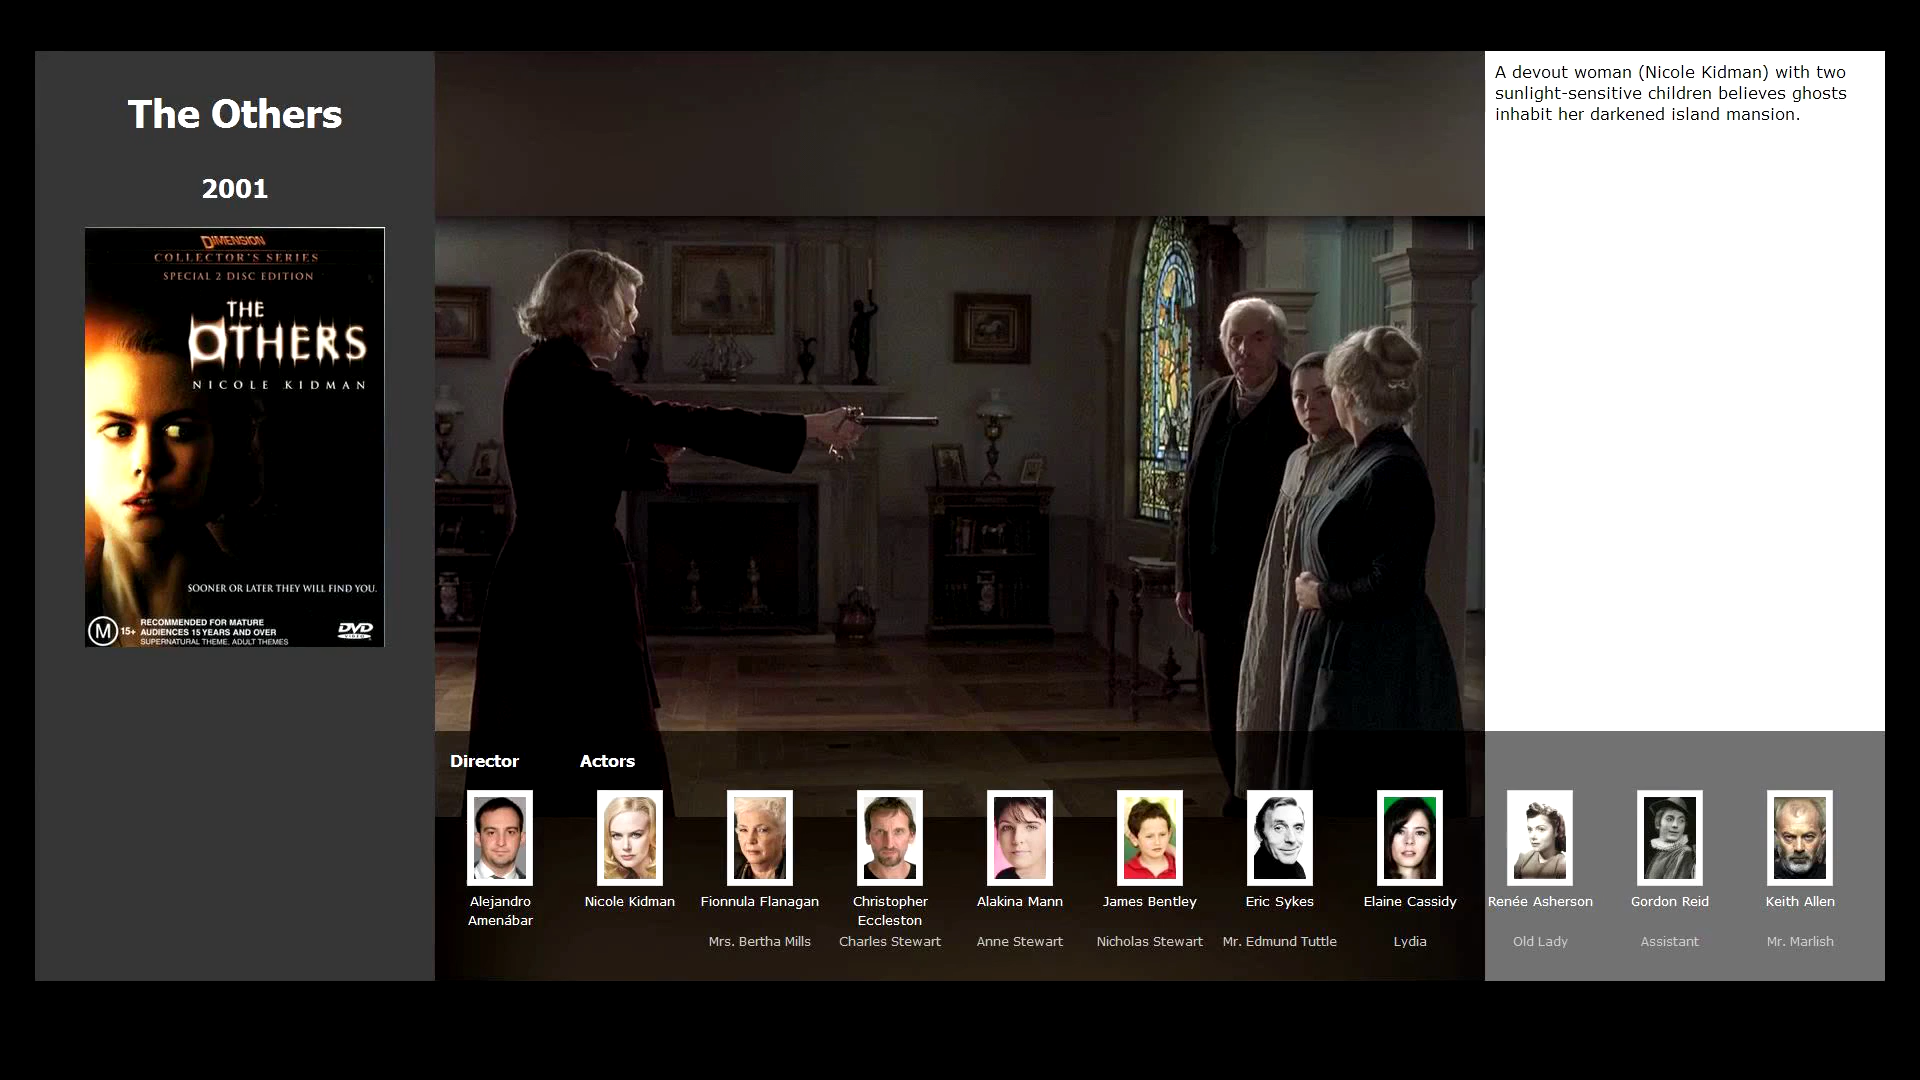 The Others
2001
DIMENSION
COLLECTOR'S SERIES
SPECIAL 2 DISC EDITION
THE
OTHERS
NICOLE KIDMAN
SOONER OR LATER THEY WILL FIND YOU.
M 15+
RECOMMENDED FOR MATURE
AUDIENCES 15 YEARS AND OVER
SUPERNATURAL THEME, ADULT THEMES
DVD
VIDEO
A devout woman (Nicole Kidman) with two
sunlight-sensitive children believes ghosts
inhabit her darkened island mansion.
Director
Actors
Alejandro
Amenábar
Nicole Kidman
Fionnula Flanagan
Mrs. Bertha Mills
Christopher
Eccleston
Charles Stewart
Alakina Mann
Anne Stewart
James Bentley
Nicholas Stewart
Eric Sykes
Mr. Edmund Tuttle
Elaine Cassidy
Lydia
Renée Asherson
Old Lady
Gordon Reid
Assistant
Keith Allen
Mr. Marlish